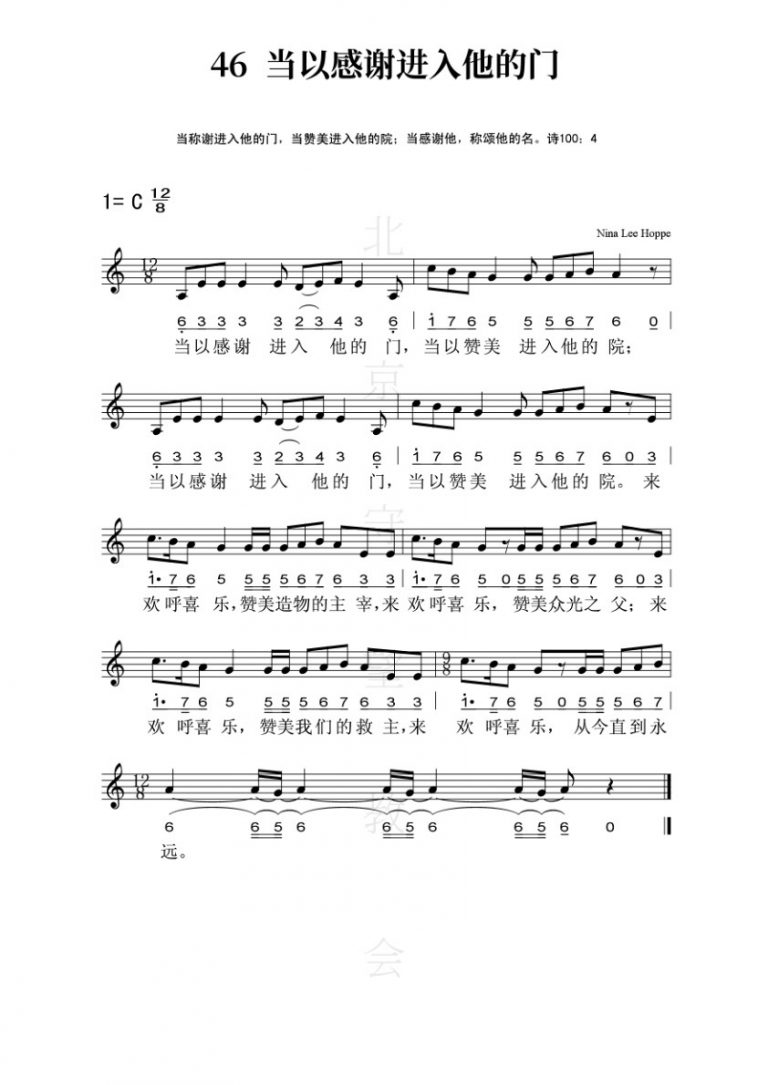 46 当以感谢进入他的门
当称谢进入他的门，当赞美进入他的院；当感谢他，称颂他的名。诗100：4
1= C 12/8
Nina Lee Hoppe
12/8
6 3 3 3 3 3 2 3 4 3 6 | 1 7 6 5 5 5 6 7 6 0 |
当以感谢 进入 他的 门，当以赞美 进入他的 院；
6 3 3 3 3 2 3 4 3 6 | 1 7 6 5 5 5 6 7 6 0 3 |
当以感谢 进入 他的 门，当以赞美 进入他的 院。来
1· 7 6 5 5 5 5 6 7 6 3 3 | 1· 7 6 5 0 5 5 5 6 7 6 0 3 |
欢呼喜 乐，赞美造物的主 宰，来 欢呼喜 乐，赞美众光之 父；来
9/8
1· 7 6 5 5 5 5 6 7 6 3 3 | 1· 7 6 5 0 5 5 5 6 7 |
欢 呼喜 乐，赞美我们的救 主，来 欢 呼喜 乐，从今直到永
12/8
6 6 5 6 6 5 6 6 5 6 0
远。
北京守望教会